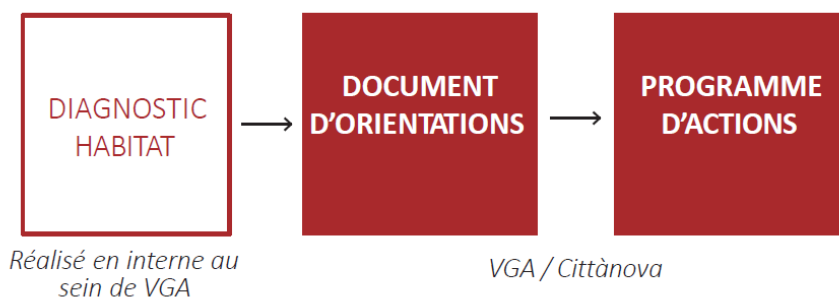 DIAGNOSTIC
HABITAT
DOCUMENT
D'ORIENTATIONS
PROGRAMME
D'ACTIONS
Réalisé en interne au
sein de VGA
VGA / Cittànova